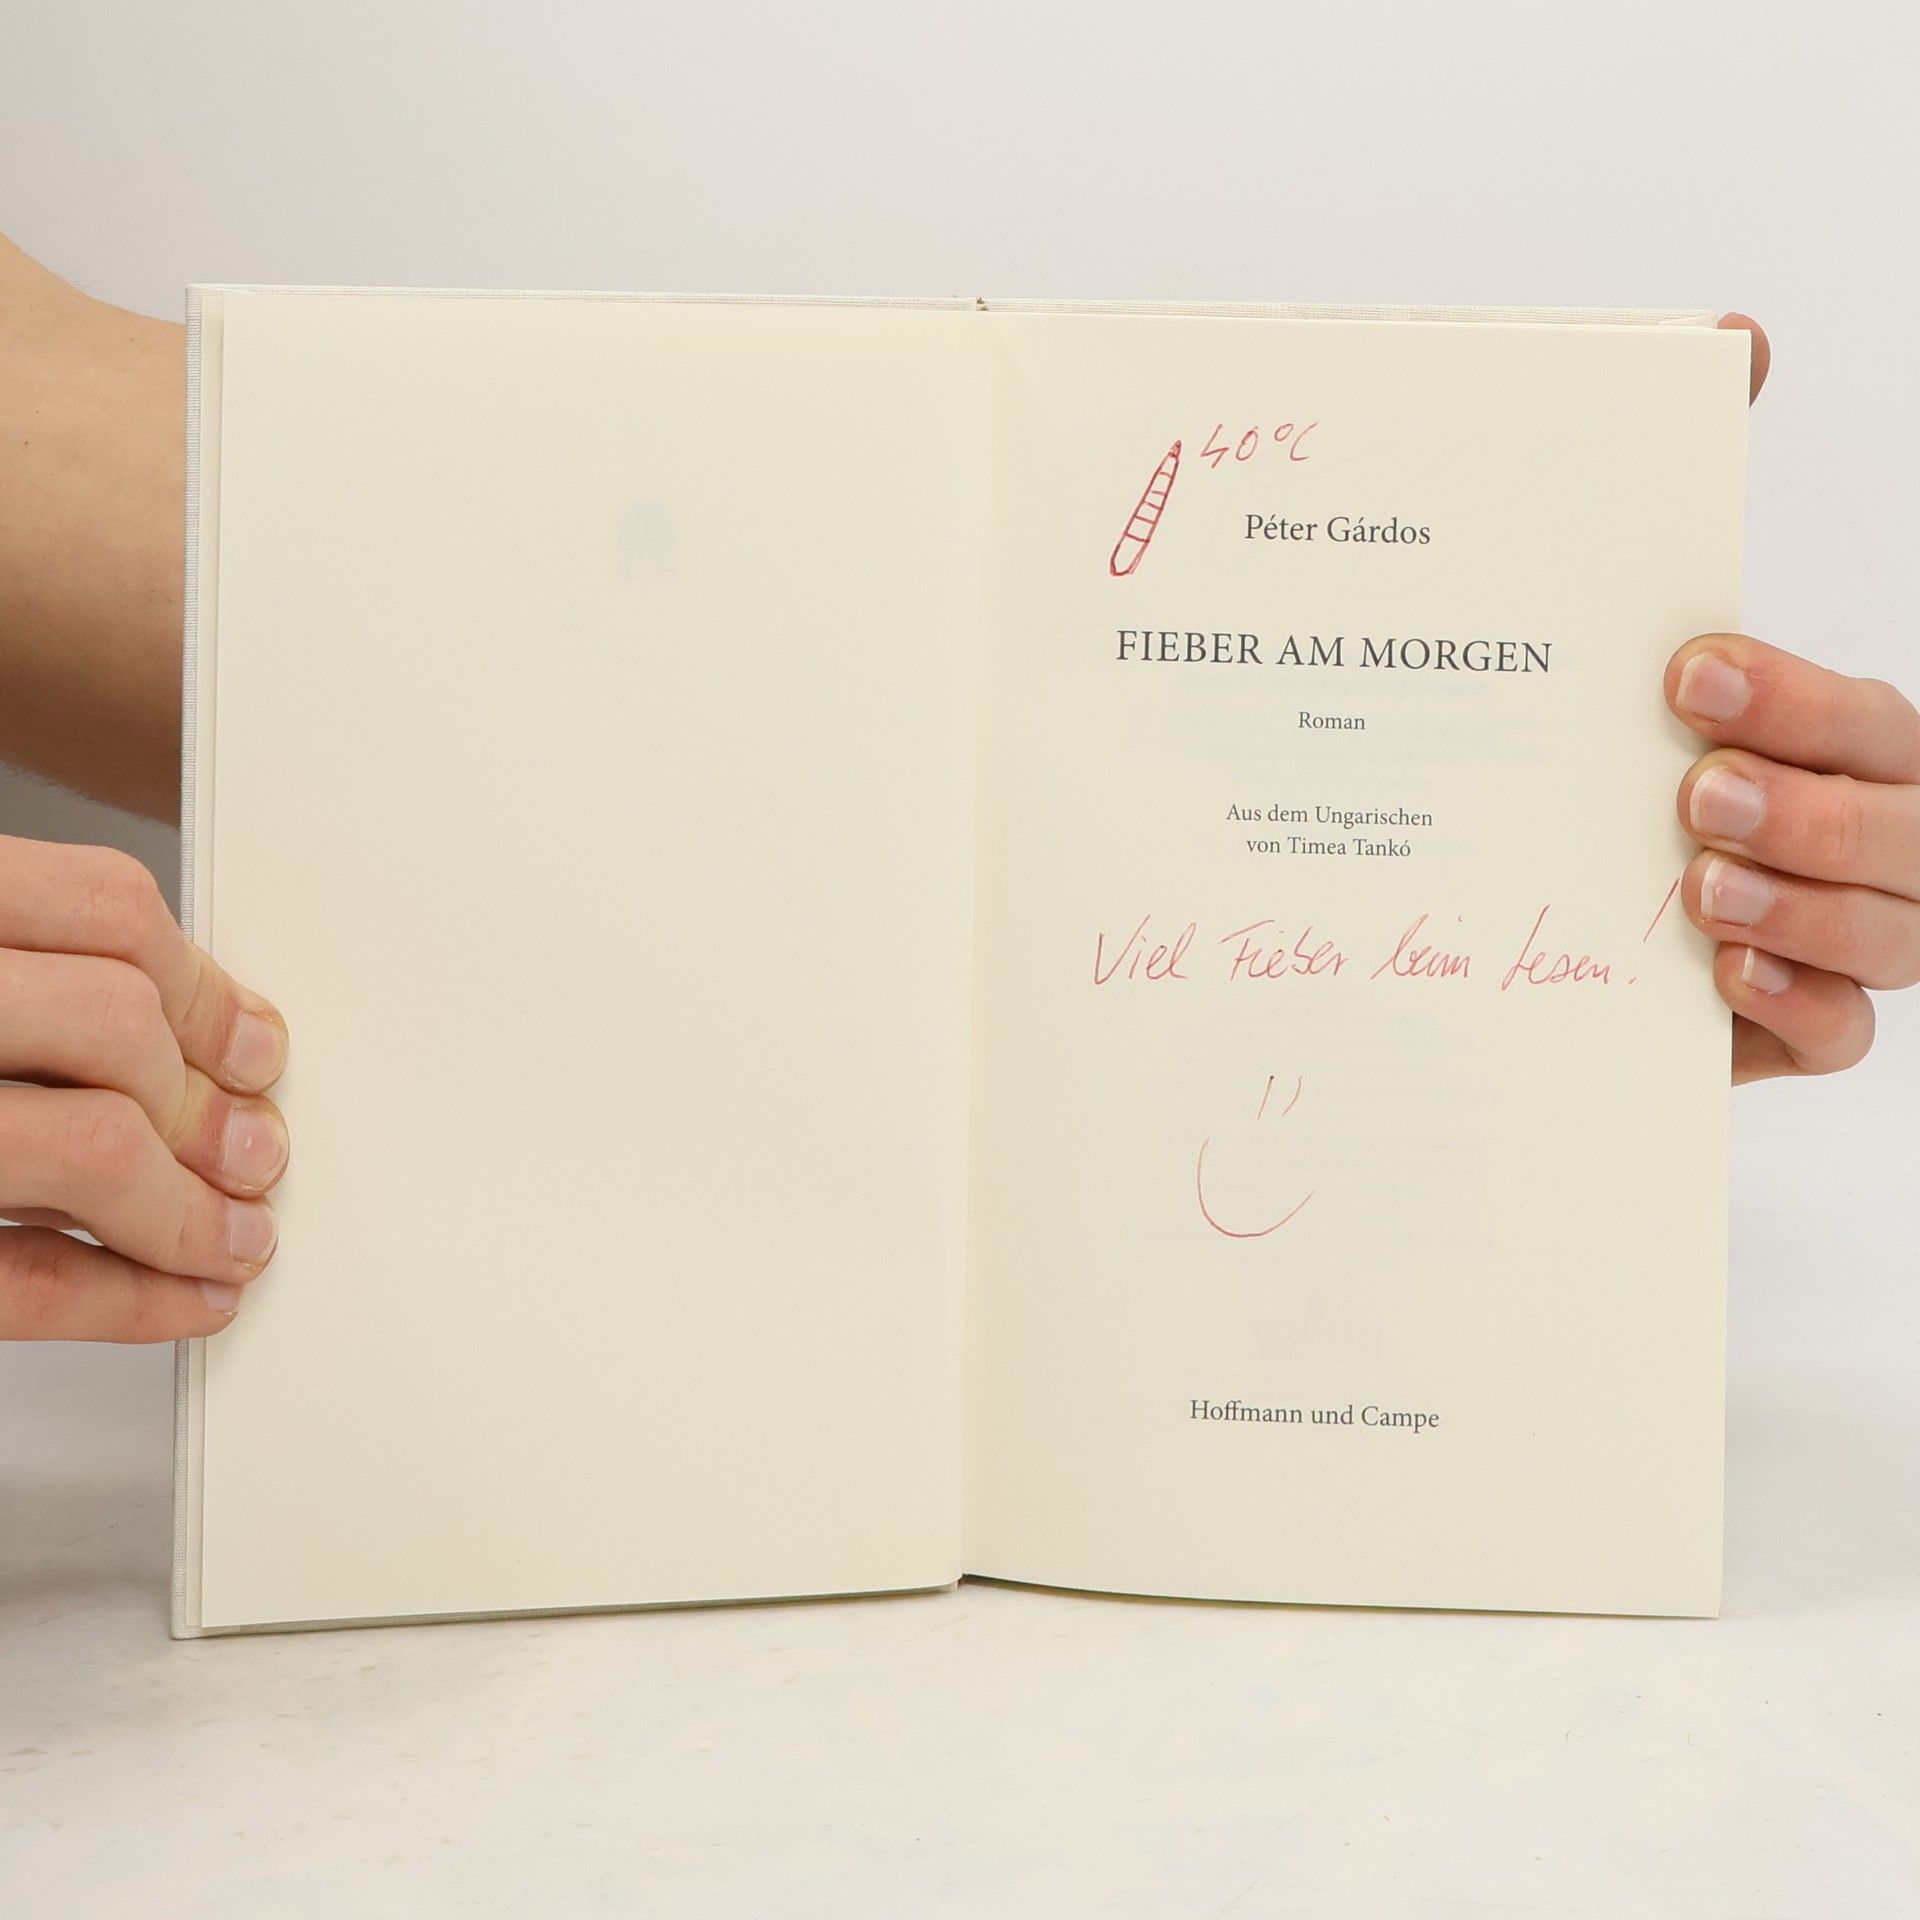 40°C
Péter Gárdos
FIEBER AM MORGEN
Roman
Aus dem Ungarischen
von Timea Tankó
Viel Fieber beim Lesen!
Hoffmann und Campe